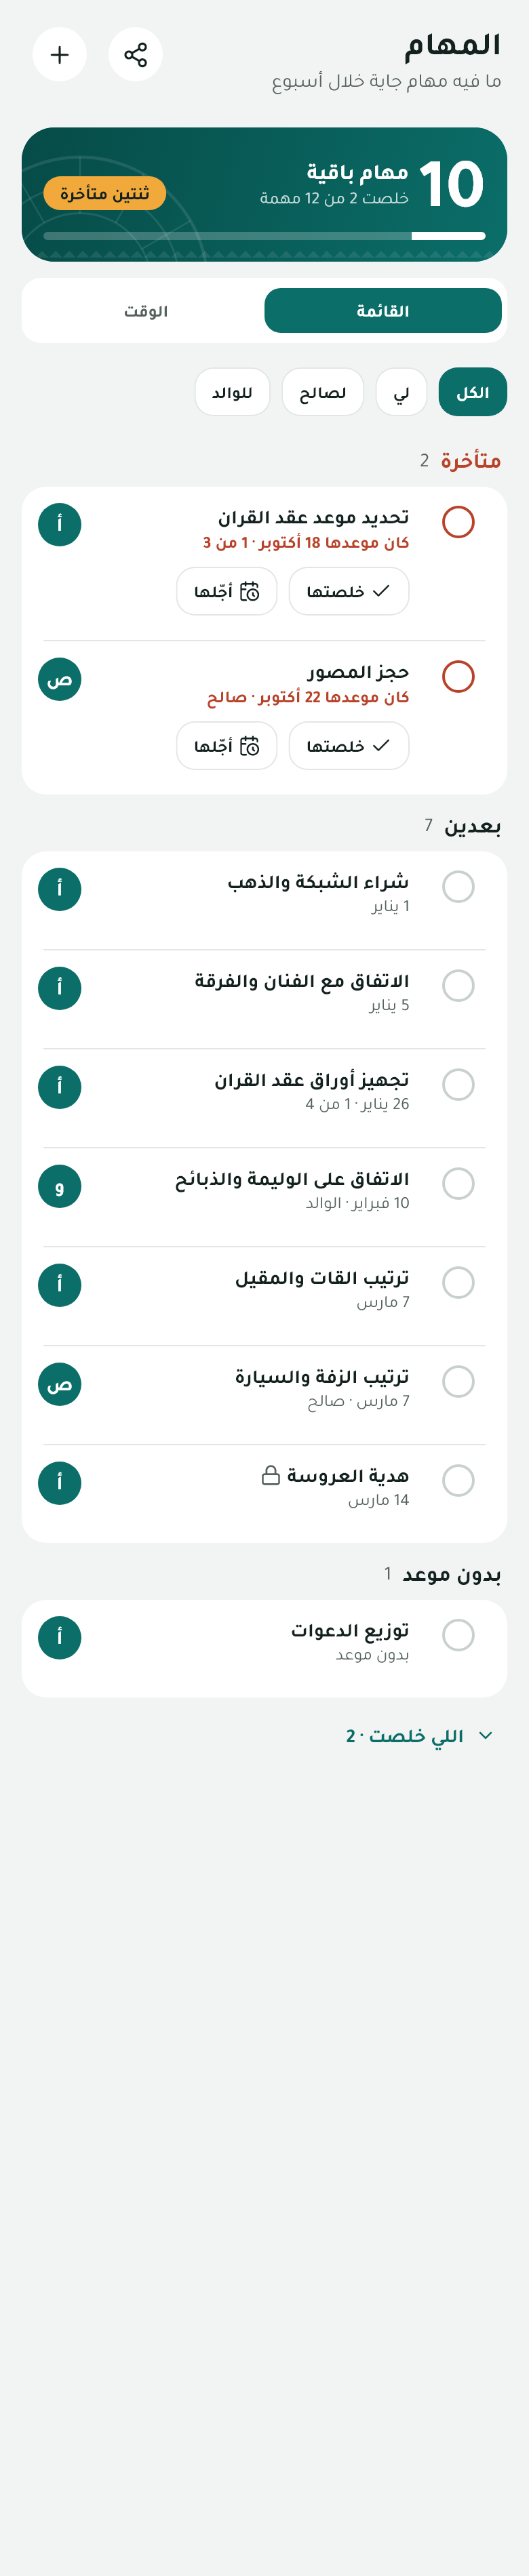 المهام
ما فيه مهام جاية خلال أسبوع
10
مهام باقية
خلصت 2 من 12 مهمة
ثنتين متأخرة
القائمة
الوقت
الكل
لي
لصالح
للوالد
متأخرة 2
تحديد موعد عقد القران
أ
كان موعدها 18 أكتوبر · 1 من 3
خلصتها
أجّلها
حجز المصور
ص
كان موعدها 22 أكتوبر · صالح
خلصتها
أجّلها
بعدين 7
شراء الشبكة والذهب
أ
1 يناير
الاتفاق مع الفنان والفرقة
أ
5 يناير
تجهيز أوراق عقد القران
أ
26 يناير · 1 من 4
الاتفاق على الوليمة والذبائح
و
10 فبراير · الوالد
ترتيب القات والمقيل
أ
7 مارس
ترتيب الزفة والسيارة
ص
7 مارس · صالح
هدية العروسة
أ
14 مارس
بدون موعد 1
توزيع الدعوات
أ
بدون موعد
اللي خلصت · 2